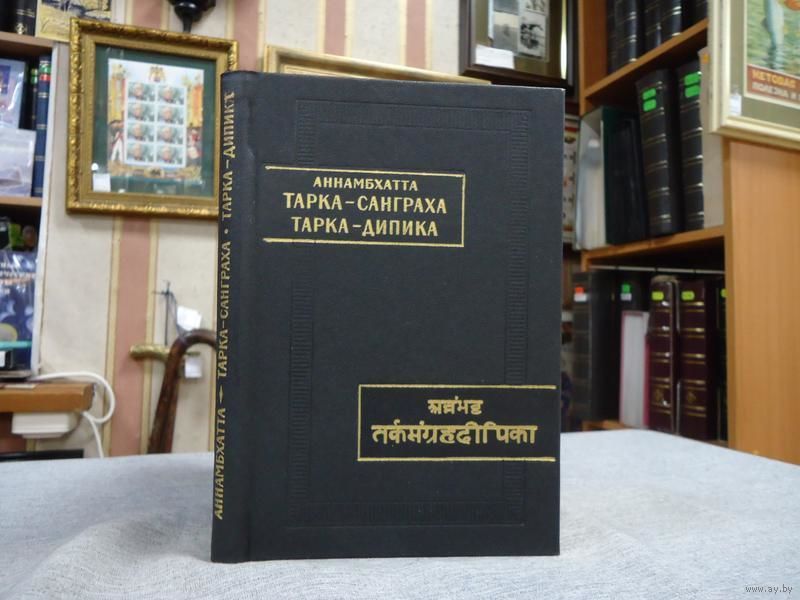 АННАМБХАТТА
ТАРКА-САНГРАХА
ТАРКА-ДИПИКА
अन्नंभट्ट
तर्कसंग्रहदीपिका
АННАМБХАТТА — ТАРКА-САНГРАХА • ТАРКА-ДИПИКА
ПОЛЕЗНА И
www.ay.by